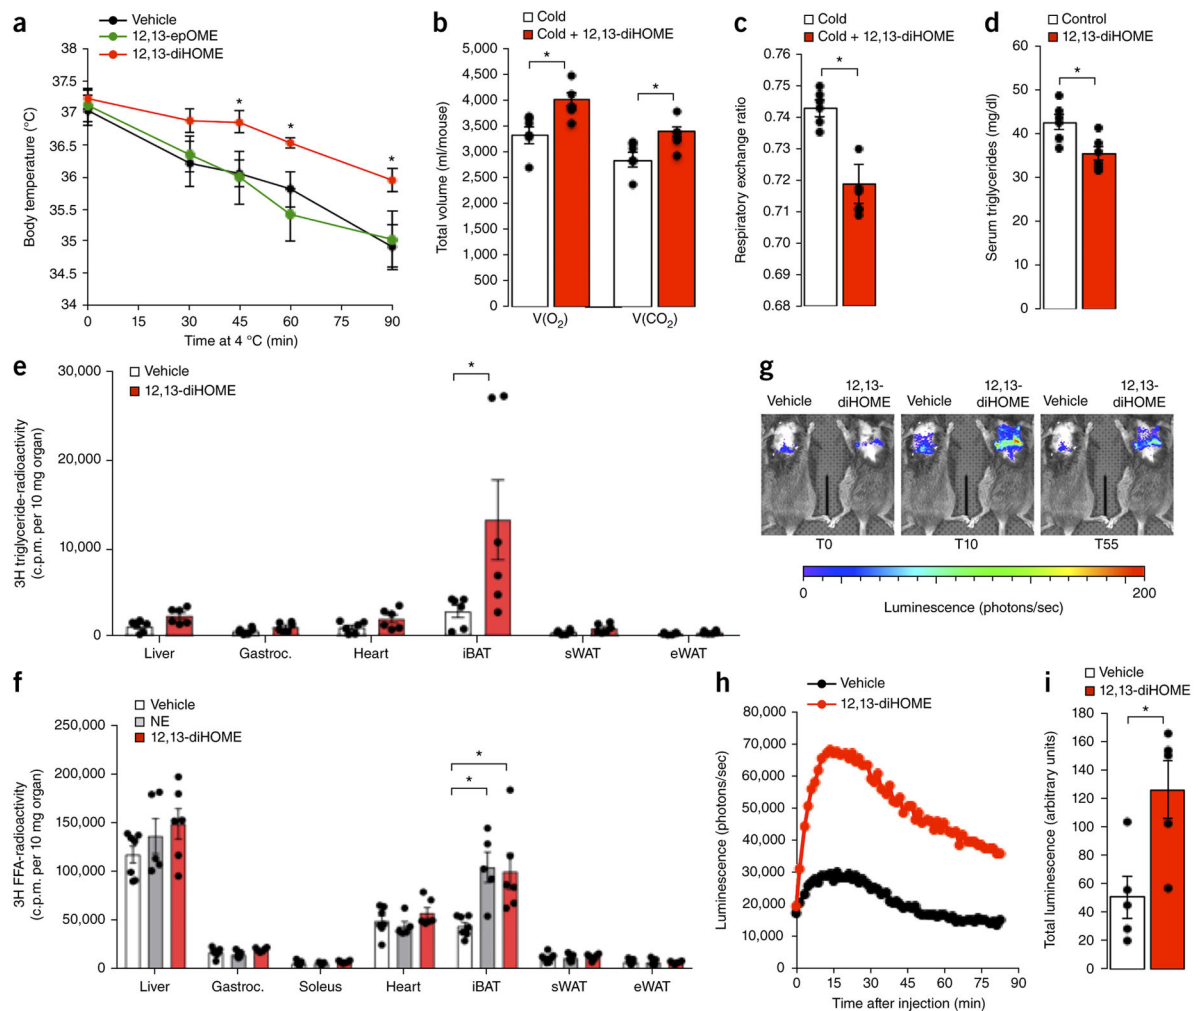 a
Vehicle
12,13-epOME
12,13-diHOME
38
37.5
37
36.5
36
35.5
35
34.5
34
Body temperature (°C)
*
*
*
0
15
30
45
60
75
90
Time at 4 °C (min)
b
Cold
Cold + 12,13-diHOME
5,000
4,500
4,000
3,500
3,000
2,500
2,000
1,500
1,000
500
0
Total volume (ml/mouse)
*
*
V(O2)
V(CO2)
c
Cold
Cold + 12,13-diHOME
0.76
0.75
0.74
0.73
0.72
0.71
0.70
0.69
0.68
Respiratory exchange ratio
*
d
Control
12,13-diHOME
60
50
40
30
20
10
0
Serum triglycerides (mg/dl)
*
e
Vehicle
12,13-diHOME
30,000
20,000
10,000
0
3H triglyceride-radioactivity
(c.p.m. per 10 mg organ)
*
Liver
Gastroc.
Heart
iBAT
sWAT
eWAT
f
Vehicle
NE
12,13-diHOME
250,000
200,000
150,000
100,000
50,000
0
3H FFA-radioactivity
(c.p.m. per 10 mg organ)
*
*
Liver
Gastroc.
Soleus
Heart
iBAT
sWAT
eWAT
g
Vehicle
12,13-
diHOME
Vehicle
12,13-
diHOME
Vehicle
12,13-
diHOME
T0
T10
T55
0
200
Luminescence (photons/sec)
h
Vehicle
12,13-diHOME
80,000
70,000
60,000
50,000
40,000
30,000
20,000
10,000
0
Luminescence (photons/sec)
0
15
30
45
60
75
90
Time after injection (min)
i
Vehicle
12,13-diHOME
180
160
140
120
100
80
60
40
20
0
Total luminescence (arbitrary units)
*